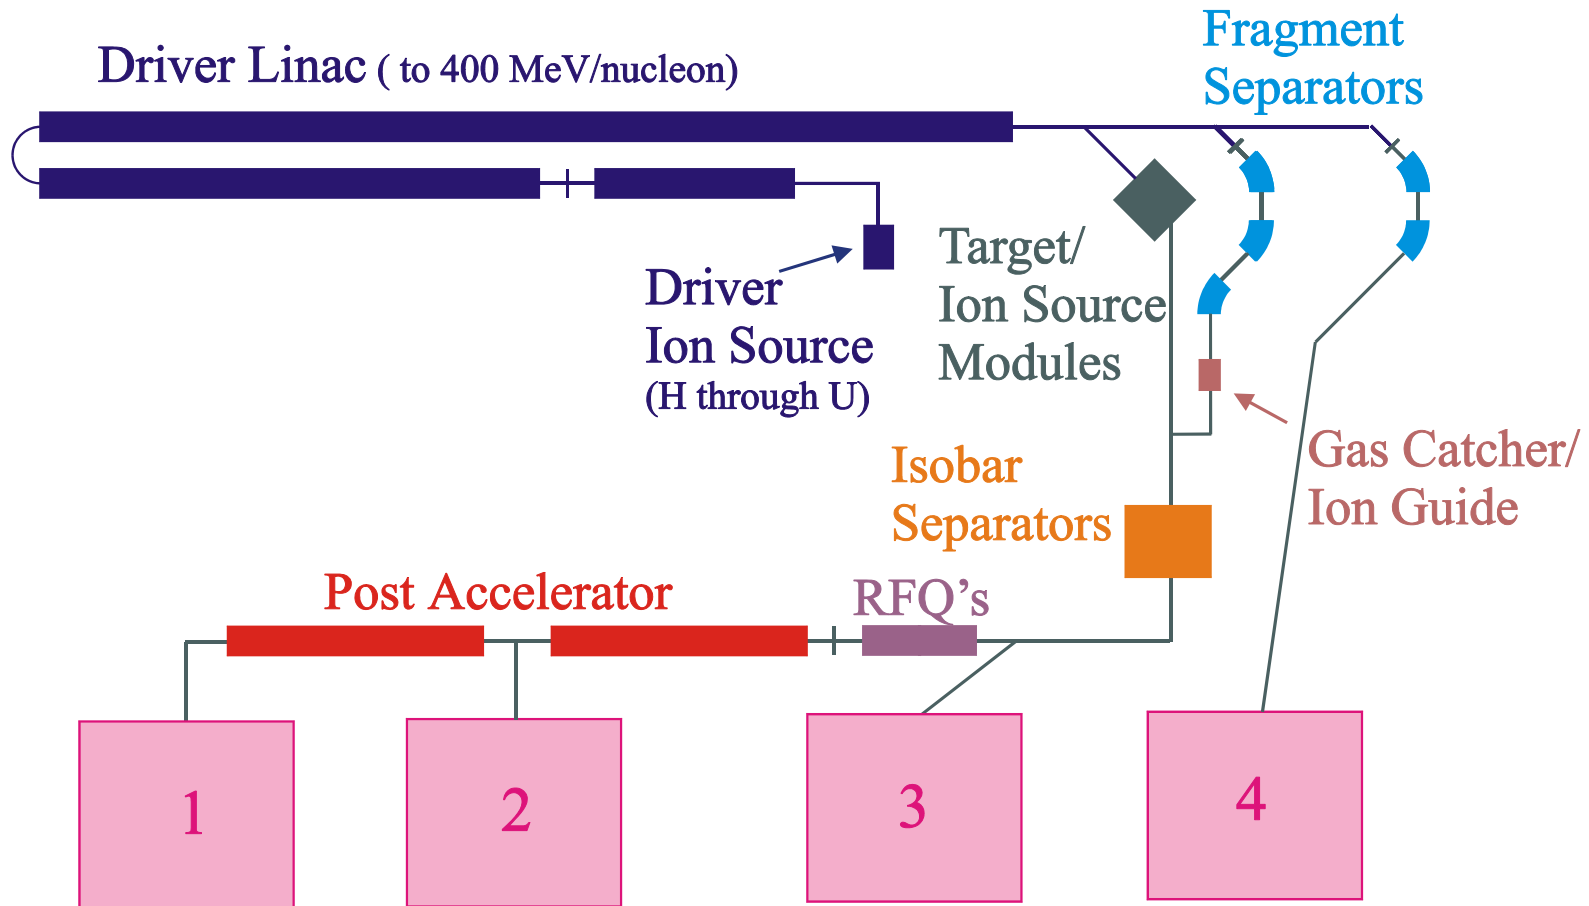 Driver Linac ( to 400 MeV/nucleon)
Fragment
Separators
Driver
Ion Source
(H through U)
Target/
Ion Source
Modules
Gas Catcher/
Ion Guide
Isobar
Separators
Post Accelerator
RFQ’s
1
2
3
4